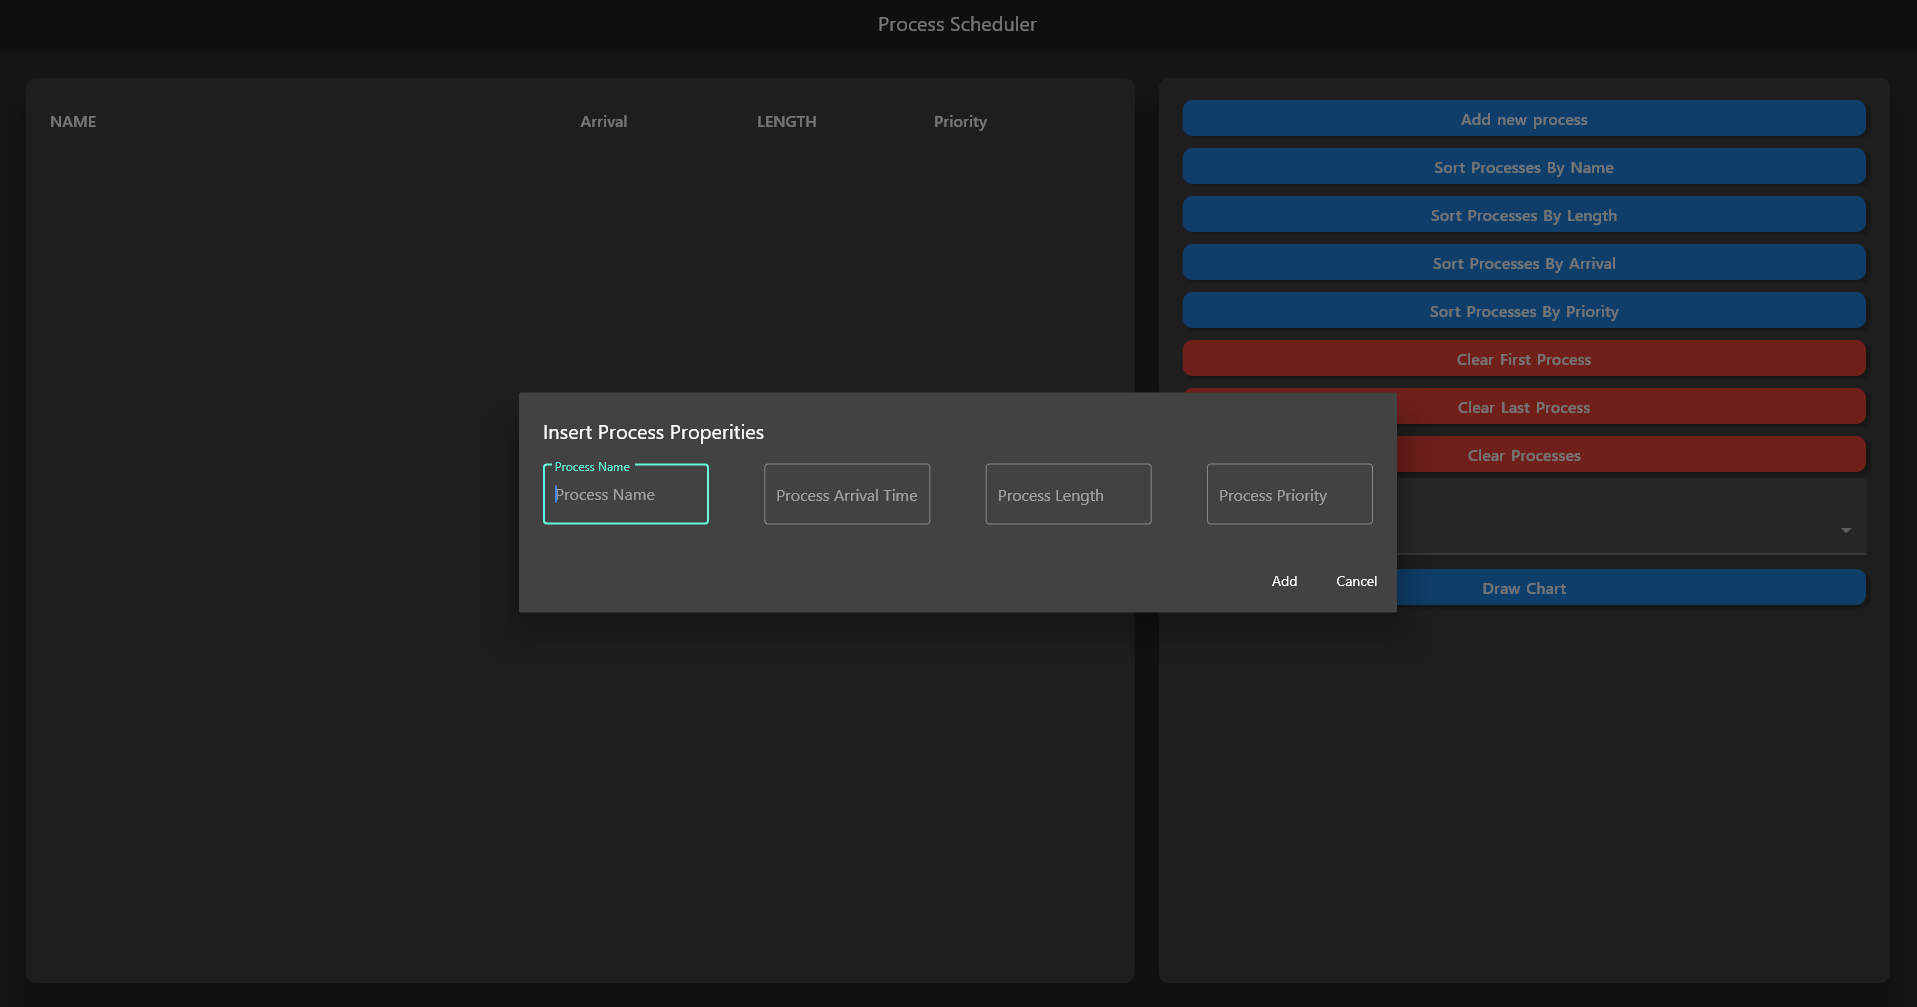 Process Scheduler
NAME Arrival LENGTH Priority
Add new process
Sort Processes By Name
Sort Processes By Length
Sort Processes By Arrival
Sort Processes By Priority
Clear First Process
Clear Last Process
Clear Processes
Draw Chart
Insert Process Properities
Process Name
Process Name Process Arrival Time Process Length Process Priority
Add Cancel